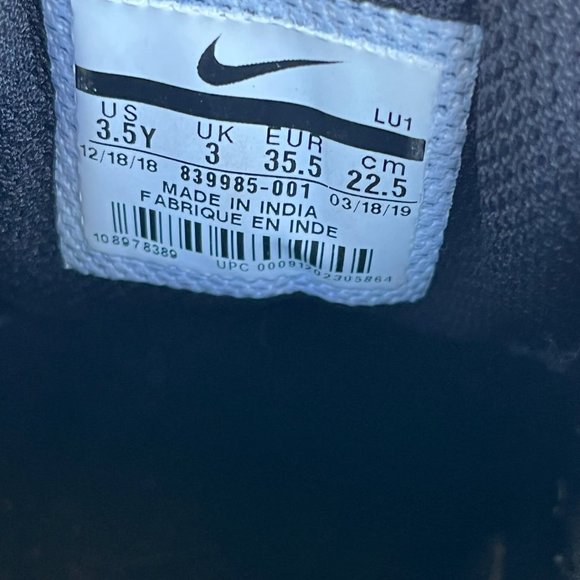 LU1
US UK EUR cm
3.5Y 3 35.5 22.5
12/18/18 839985-001 03/18/19
MADE IN INDIA
FABRIQUE EN INDE
108978389
UPC 00091202305864